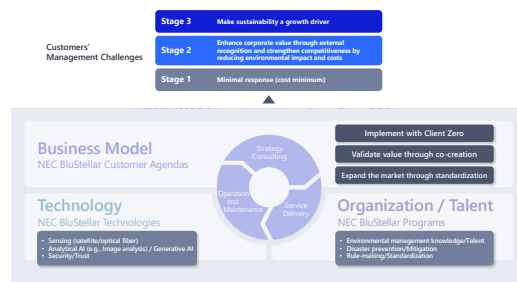 Customers'
Management Challenges
Stage 3
Make sustainability a growth driver
Stage 2
Enhance corporate value through external
recognition and strengthen competitiveness by
reducing environmental impact and costs
Stage 1
Minimal response (cost minimum)
Business Model
NEC BluStellar Customer Agendas
Strategy
Consulting
Operation
and
Maintenance
Service
Delivery
Implement with Client Zero
Validate value through co-creation
Expand the market through standardization
Technology
NEC BluStellar Technologies
• Sensing (satellite/optical fiber)
• Analytical AI (e.g., Image analysis) / Generative AI
• Security/Trust
Organization / Talent
NEC BluStellar Programs
• Environmental management knowledge/Talent
• Disaster prevention/Mitigation
• Rule-making/Standardization